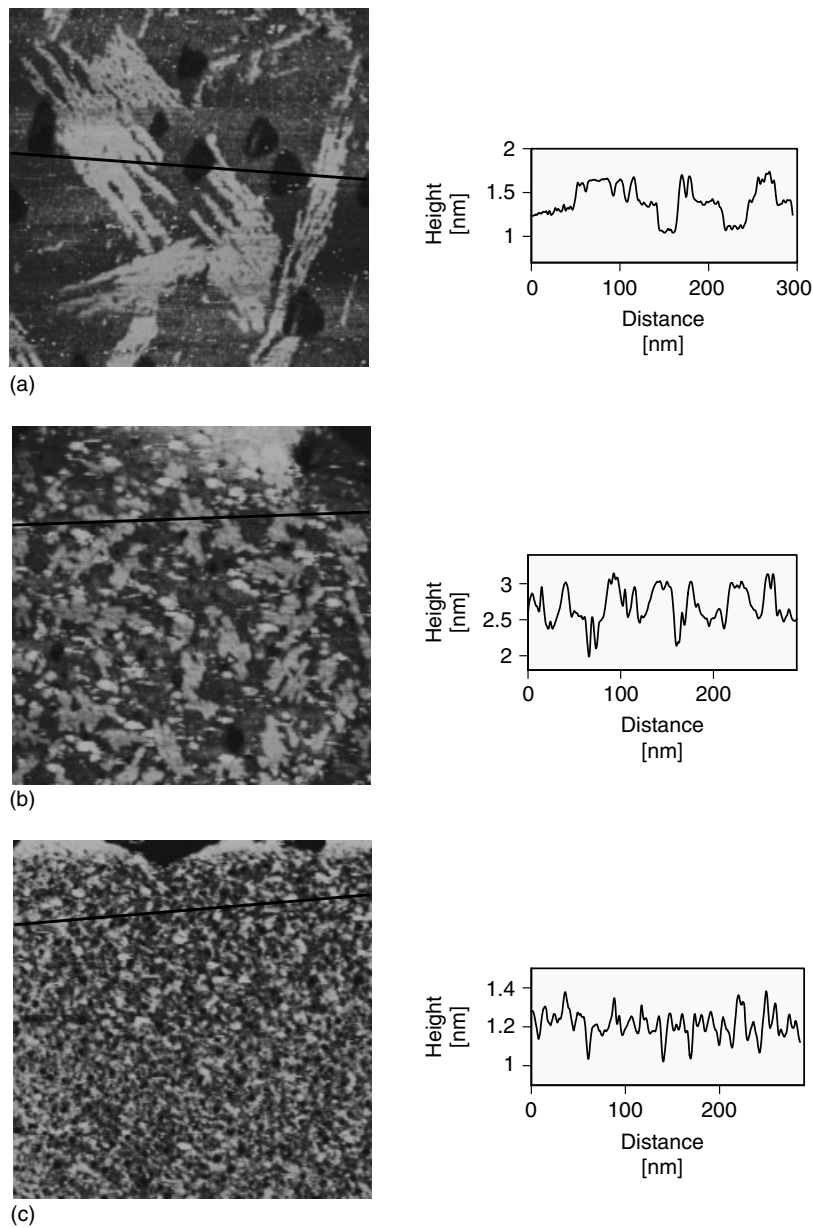 2
1.5
1
Height
[nm]
0
100
200
300
Distance
[nm]
(a)
3
2.5
2
Height
[nm]
0
100
200
Distance
[nm]
(b)
1.4
1.2
1
Height
[nm]
0
100
200
Distance
[nm]
(c)